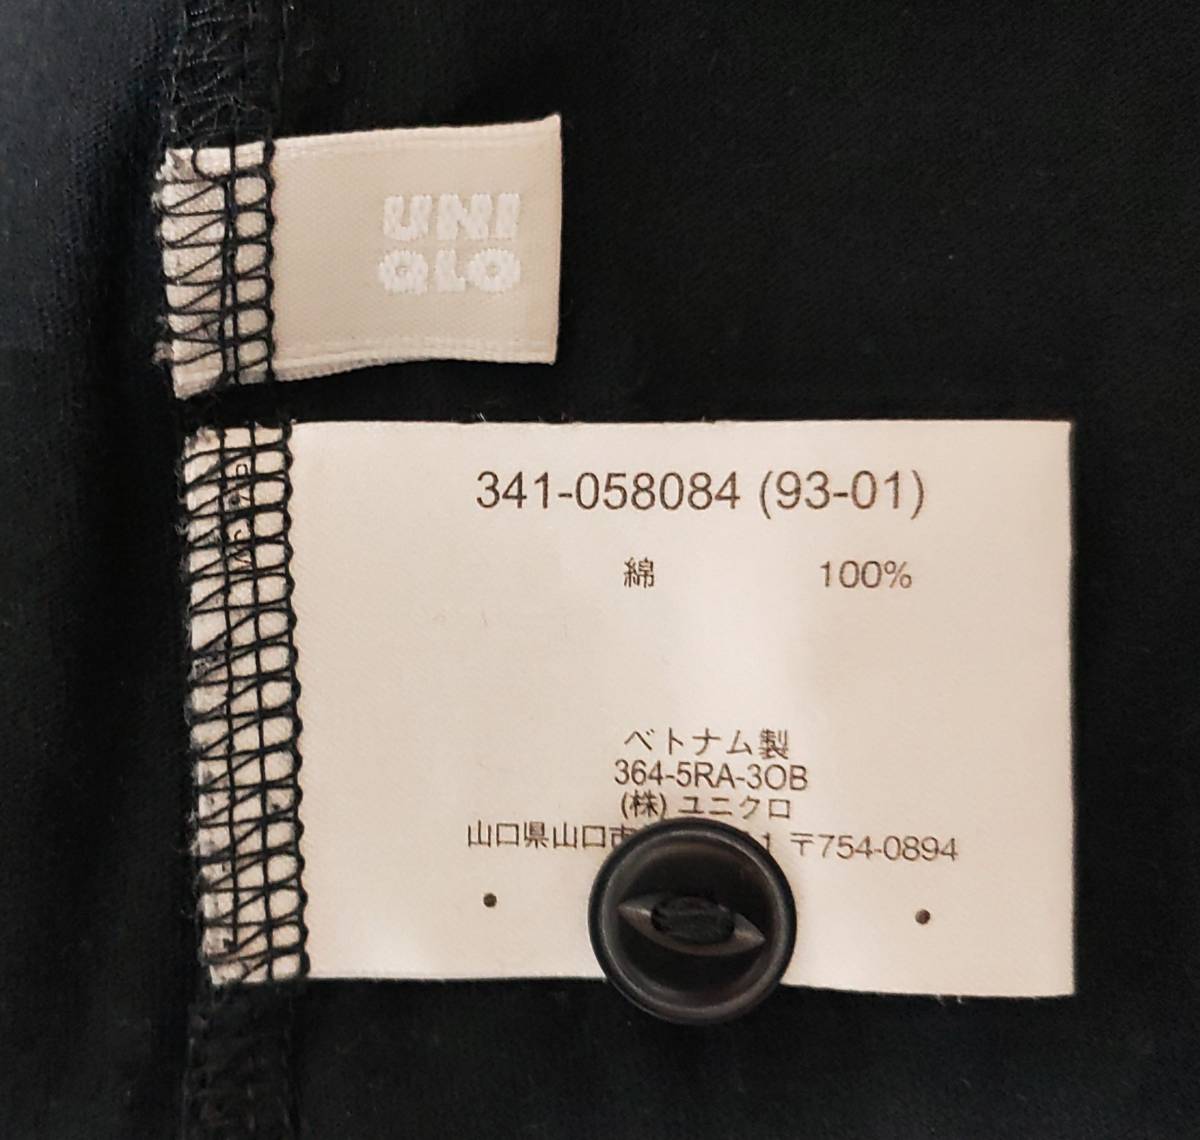 UNI
QLO
341-058084 (93-01)
綿 100%
ベトナム製
364-5RA-3OB
(株) ユニクロ
山口県山口市 1 〒754-0894